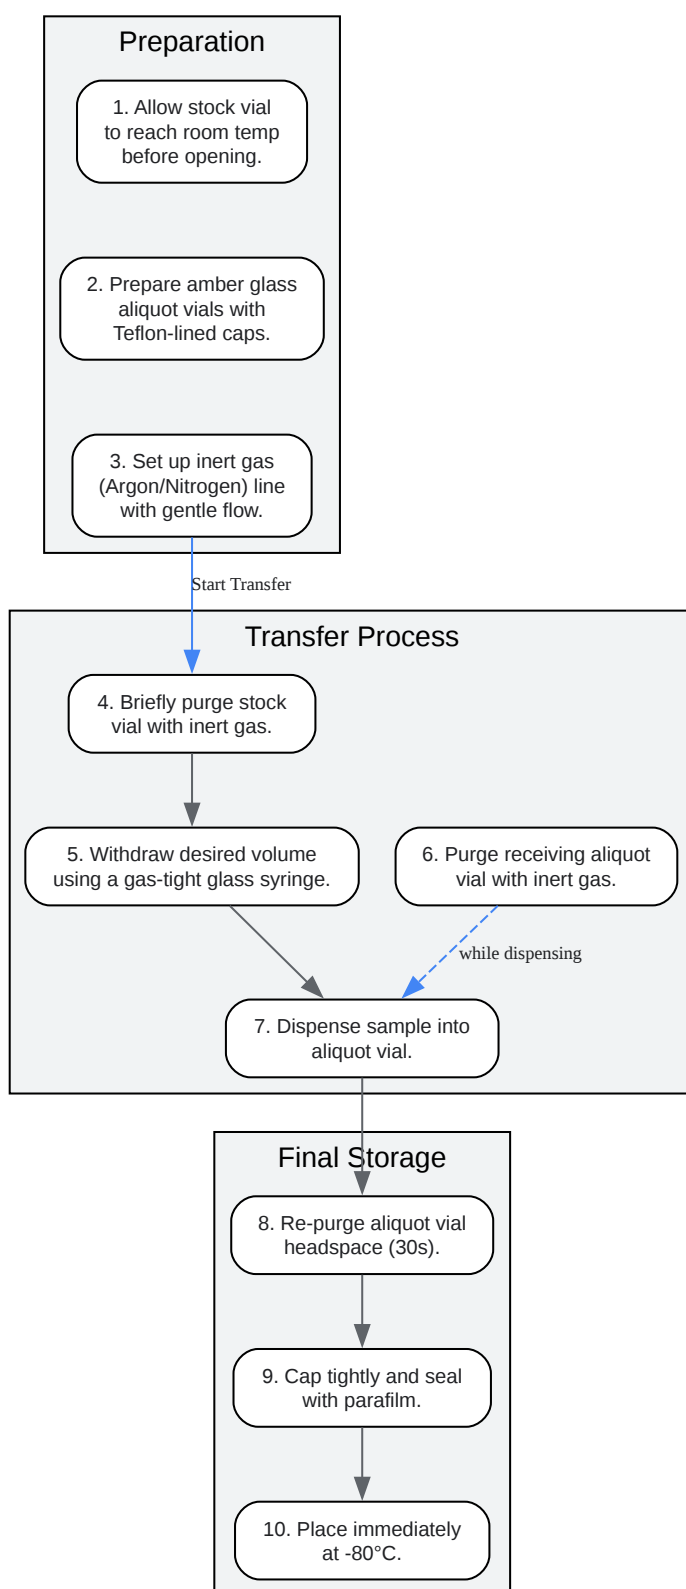 Preparation
1. Allow stock vial
to reach room temp
before opening.
2. Prepare amber glass
aliquot vials with
Teflon-lined caps.
3. Set up inert gas
(Argon/Nitrogen) line
with gentle flow.
Start Transfer
Transfer Process
4. Briefly purge stock
vial with inert gas.
5. Withdraw desired volume
using a gas-tight glass syringe.
6. Purge receiving aliquot
vial with inert gas.
while dispensing
7. Dispense sample into
aliquot vial.
Final Storage
8. Re-purge aliquot vial
headspace (30s).
9. Cap tightly and seal
with parafilm.
10. Place immediately
at -80°C.